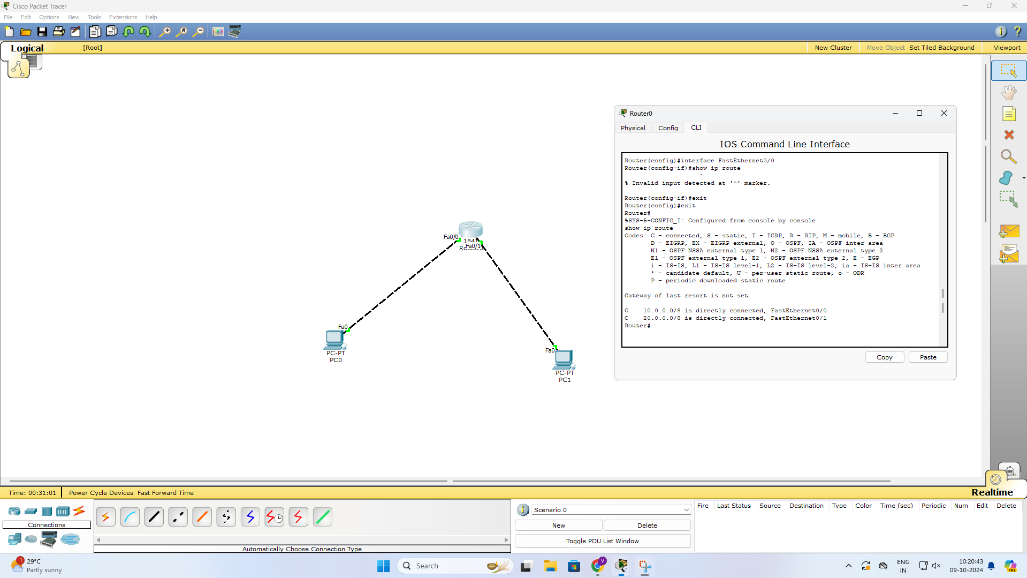 Cisco Packet Tracer
File Edit Options View Tools Extensions Help
Logical
[Root]
New Cluster
Move Object
Set Tiled Background
Viewport
Router0
Physical
Config
CLI
IOS Command Line Interface
Router(config)#interface FastEthernet0/0
Router(config-if)#show ip route
^
% Invalid input detected at '^' marker.
Router(config-if)#exit
Router(config)#exit
Router#
%SYS-5-CONFIG_I: Configured from console by console
show ip route
Codes: C - connected, S - static, I - IGRP, R - RIP, M - mobile, B - BGP
D - EIGRP, EX - EIGRP external, O - OSPF, IA - OSPF inter area
N1 - OSPF NSSA external type 1, N2 - OSPF NSSA external type 2
E1 - OSPF external type 1, E2 - OSPF external type 2, E - EGP
i - IS-IS, L1 - IS-IS level-1, L2 - IS-IS level-2, ia - IS-IS inter area
* - candidate default, U - per-user static route, o - ODR
P - periodic downloaded static route
Gateway of last resort is not set
C 10.0.0.0/8 is directly connected, FastEthernet0/0
C 20.0.0.0/8 is directly connected, FastEthernet0/1
Router#
Copy
Paste
Fa0/0
Fa0/1
Fa0
PC-PT
PC0
Fa0
PC-PT
PC1
Time: 00:31:01
Power Cycle Devices Fast Forward Time
Realtime
Connections
Automatically Choose Connection Type
Scenario 0
New
Delete
Toggle PDU List Window
Fire Last Status Source Destination Type Color Time (sec) Periodic Num Edit Delete
29°C
Partly sunny
Search
ENG
IN
10:20:43
09-10-2024